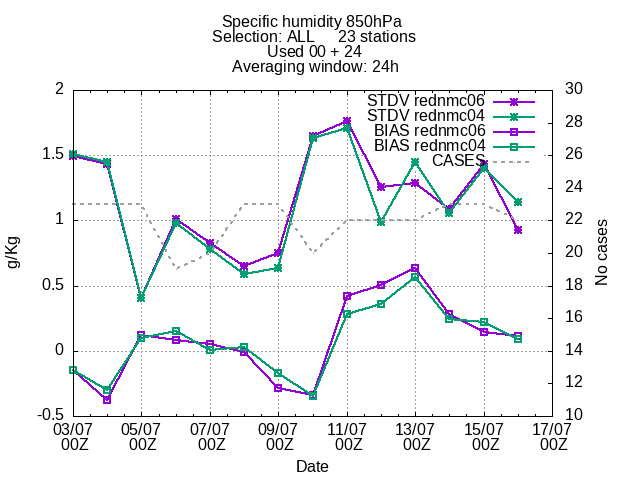 Specific humidity 850hPa
Selection: ALL 23 stations
Used 00 + 24
Averaging window: 24h
STDV rednmc06
STDV rednmc04
BIAS rednmc06
BIAS rednmc04
CASES
g/Kg
2
1.5
1
0.5
0
-0.5
30
28
26
24
22
20
18
16
14
12
10
No cases
03/07 05/07 07/07 09/07 11/07 13/07 15/07 17/07
00Z 00Z 00Z 00Z 00Z 00Z 00Z 00Z
Date